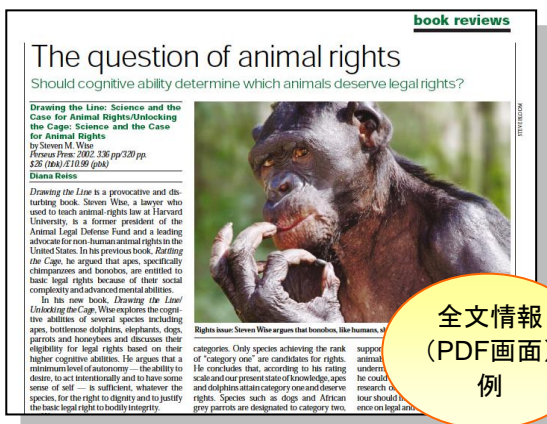 book reviews
The question of animal rights
Should cognitive ability determine which animals deserve legal rights?
Drawing the Line: Science and the
Case for Animal Rights/Unlocking
the Cage: Science and the Case
for Animal Rights
by Steven M. Wise
Perseus Press: 2002. 336 pp/320 pp.
$26 (hbk)/£10.99 (pbk)
Diana Reiss
Drawing the Line is a provocative and dis-
turbing book. Steven Wise, a lawyer who
used to teach animal-rights law at Harvard
University, is a former president of the
Animal Legal Defense Fund and a leading
advocate for non-human animal rights in the
United States. In his previous book, Rattling
the Cage, he argued that apes, specifically
chimpanzees and bonobos, are entitled to
basic legal rights because of their social
complexity and advanced mental abilities.
In his new book, Drawing the Line/
Unlocking the Cage, Wise explores the cogni-
tive abilities of several species including
apes, bottlenose dolphins, elephants, dogs,
parrots and honeybees and discusses their
eligibility for legal rights based on their
higher cognitive abilities. He argues that a
minimum level of autonomy — the ability to
desire, to act intentionally and to have some
sense of self — is sufficient, whatever the
species, for the right to dignity and to justify
the basic legal right to bodily integrity.
Rights issue: Steven Wise argues that bonobos, like humans,
categories. Only species achieving the rank
of "category one" are candidates for rights.
He concludes that, according to his rating
scale and our present state of knowledge, apes
and dolphins attain category one and deserve
rights. Species such as dogs and African
grey parrots are designated to category two,
suppor
animal
underm
he could
research o
iour should
ence on legal and
全文情報
(PDF画面)
例